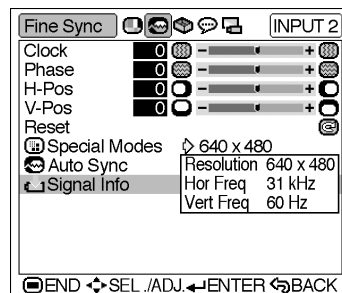 Fine Sync INPUT 2
Clock 0 - +
Phase 0 - +
H-Pos 0 - +
V-Pos 0 - +
Reset
Special Modes 640 x 480
Auto Sync Resolution 640 x 480
Signal Info Hor Freq 31 kHz
Vert Freq 60 Hz
END SEL./ADJ. ENTER BACK